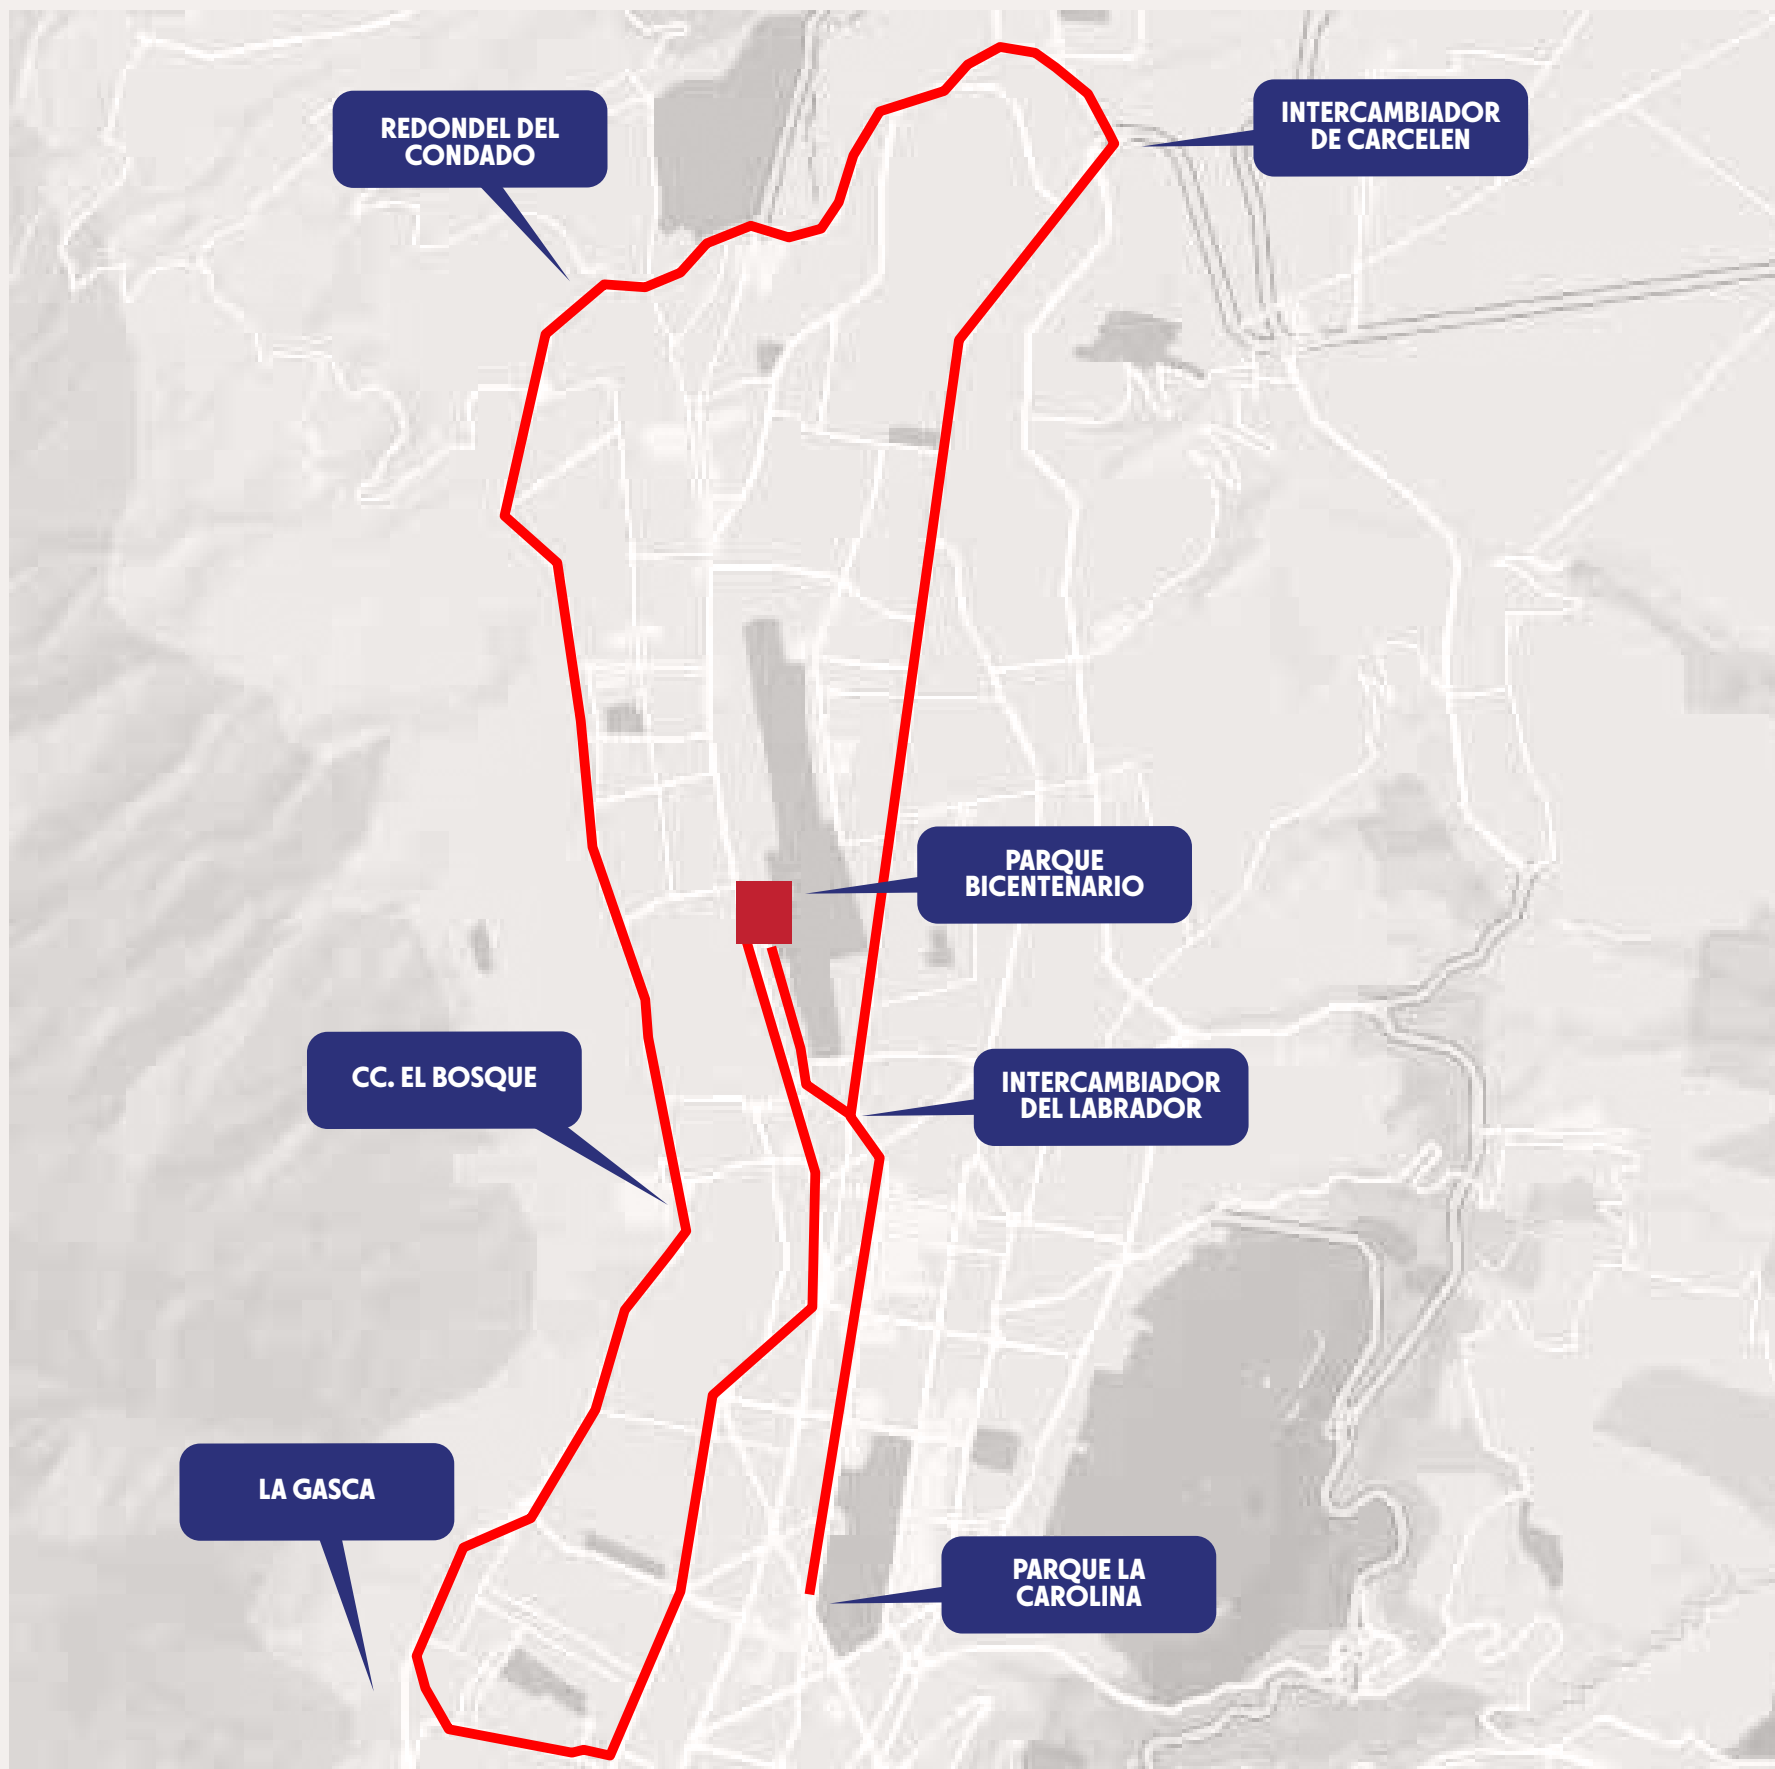 REDONDEL DEL
CONDADO
INTERCAMBIADOR
DE CARCELEN
PARQUE
BICENTENARIO
CC. EL BOSQUE
INTERCAMBIADOR
DEL LABRADOR
LA GASCA
PARQUE LA
CAROLINA